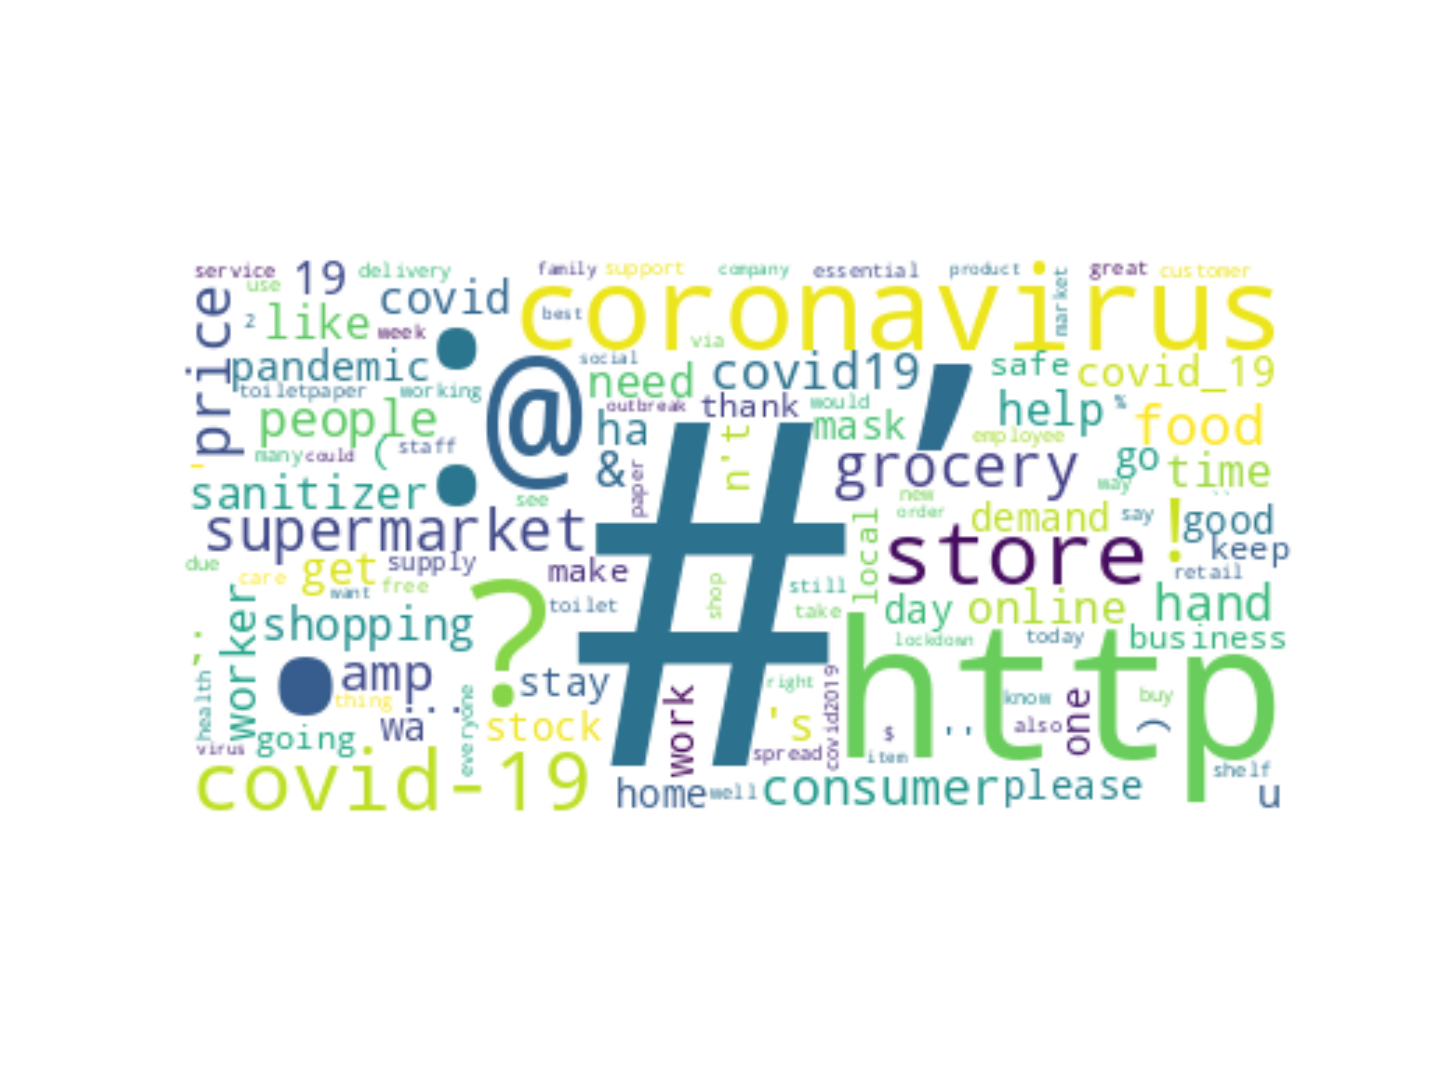 service
19
delivery
family
support
company
essential
product
.
great
customer
use
covid
coronavirus
market
price
2
like
week
:
best
via
pandemic
@
social
need
covid19
,
safe
covid_19
toiletpaper
working
people
outbreak
thank
would
help
%
food
many
could
(
staff
ha
n't
mask
employee
grocery
go
time
&
paper
#
way
``
sanitizer
see
new
order
supermarket
local
demand
say
!
good
store
keep
due
care
get
supply
free
want
make
retail
worker
?
toilet
shop
still
take
day
online
hand
shopping
lockdown
today
business
;
health
.
amp
thing
...
wa
everyone
stay
stock
work
right
's
covid2019
http
know
buy
also
one
)
$
''
item
virus
going
spread
covid-19
home
well
consumer
please
shelf
u